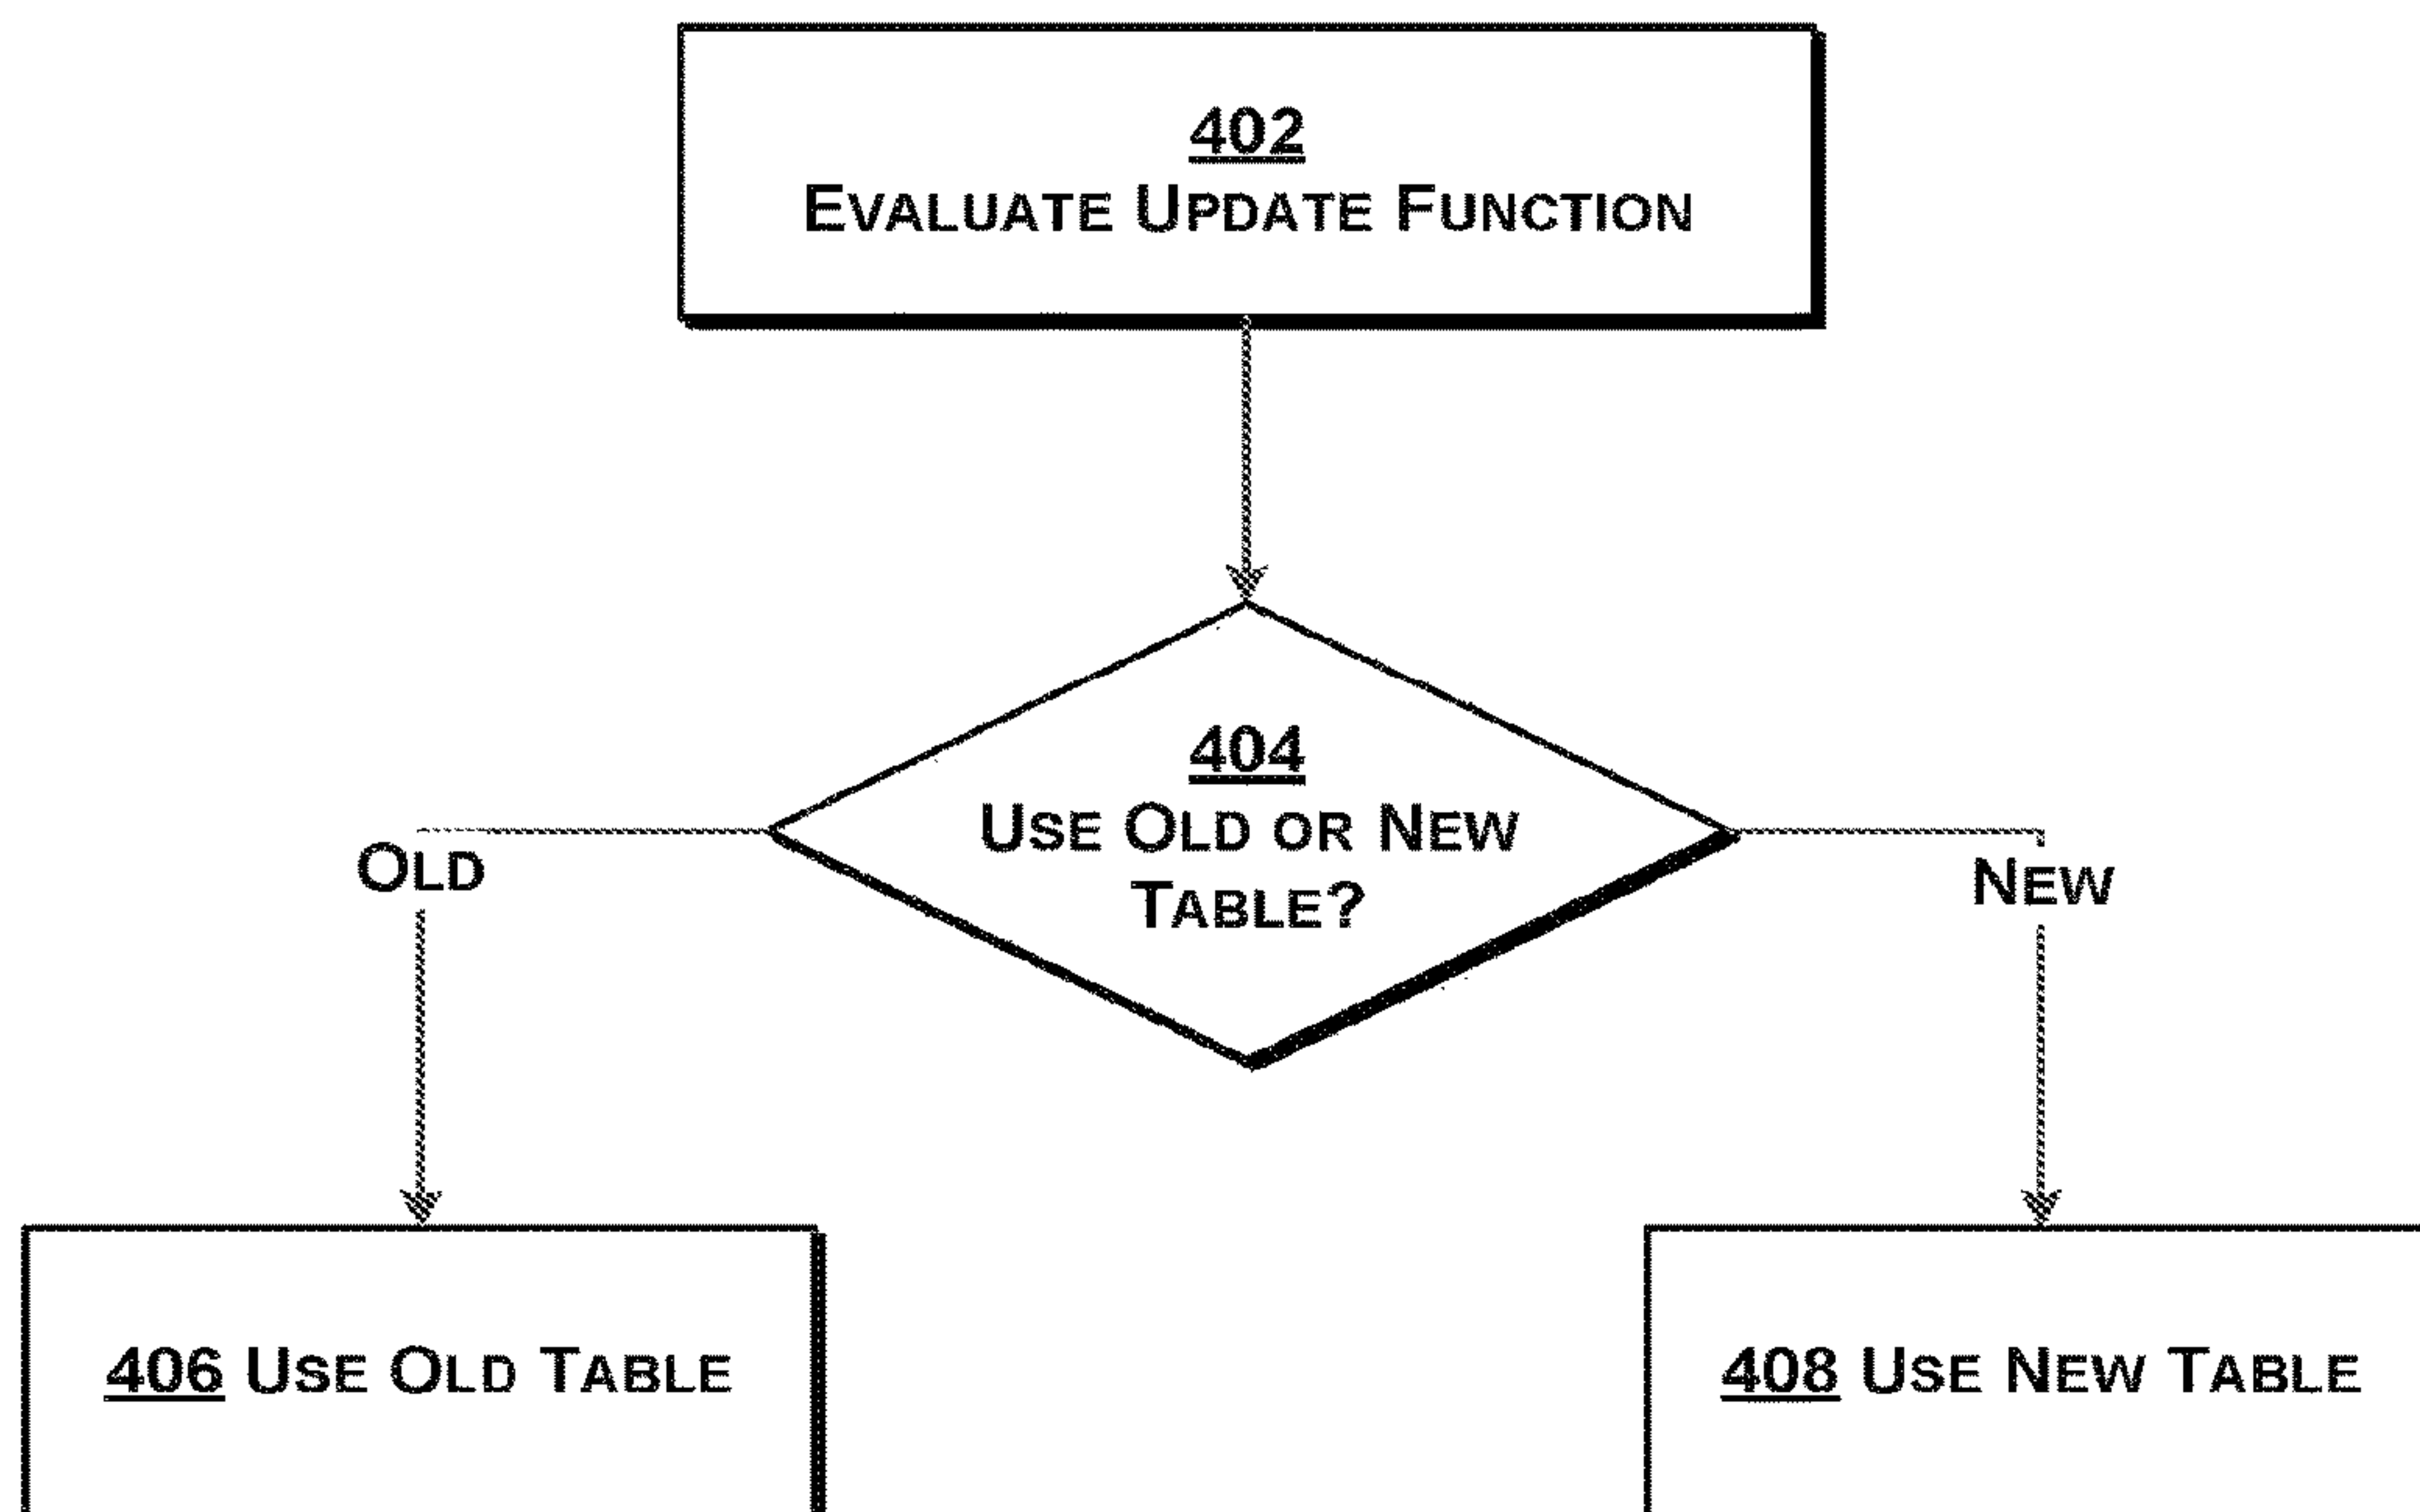 402
EVALUATE UPDATE FUNCTION
404
USE OLD OR NEW
TABLE?
OLD
NEW
406 USE OLD TABLE
408 USE NEW TABLE